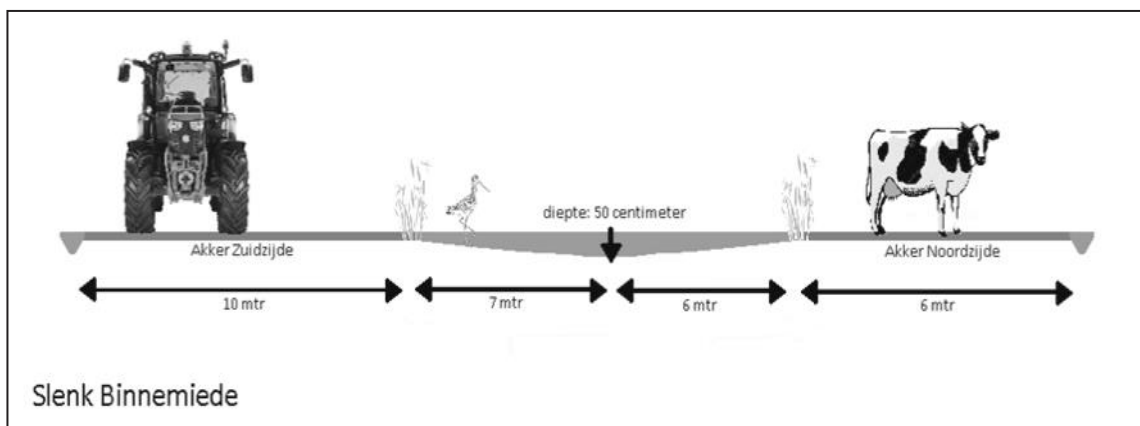 diepte: 50 centimeter
Akker Zuidzijde
Akker Noordzijde
10 mtr
7 mtr
6 mtr
6 mtr
Slenk Binnemiede